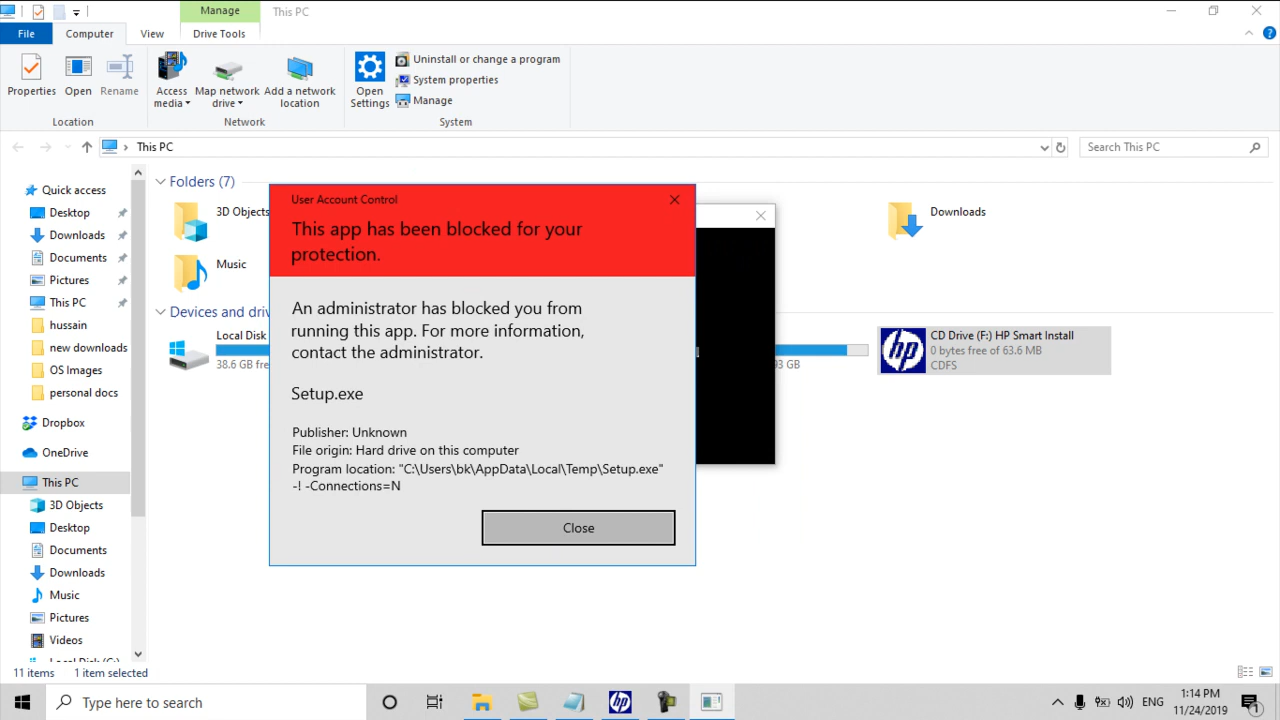 Manage
This PC
File
Computer
View
Drive Tools
Properties
Open
Rename
Access media
Map network drive
Add a network location
Open Settings
Uninstall or change a program
System properties
Manage
Location
Network
System
This PC
Search This PC
Quick access
Desktop
Downloads
Documents
Pictures
This PC
hussain
new downloads
OS Images
personal docs
Dropbox
OneDrive
This PC
3D Objects
Desktop
Documents
Downloads
Music
Pictures
Videos
Folders (7)
3D Objects
Downloads
Music
Devices and driv
Local Disk
38.6 GB fre
93 GB
hp
CD Drive (F:) HP Smart Install
0 bytes free of 63.6 MB
CDFS
User Account Control
This app has been blocked for your
protection.
An administrator has blocked you from
running this app. For more information,
contact the administrator.
Setup.exe
Publisher: Unknown
File origin: Hard drive on this computer
Program location: "C:\Users\bk\AppData\Local\Temp\Setup.exe"
-! -Connections=N
Close
11 items
1 item selected
Type here to search
hp
ENG
1:14 PM
11/24/2019
1